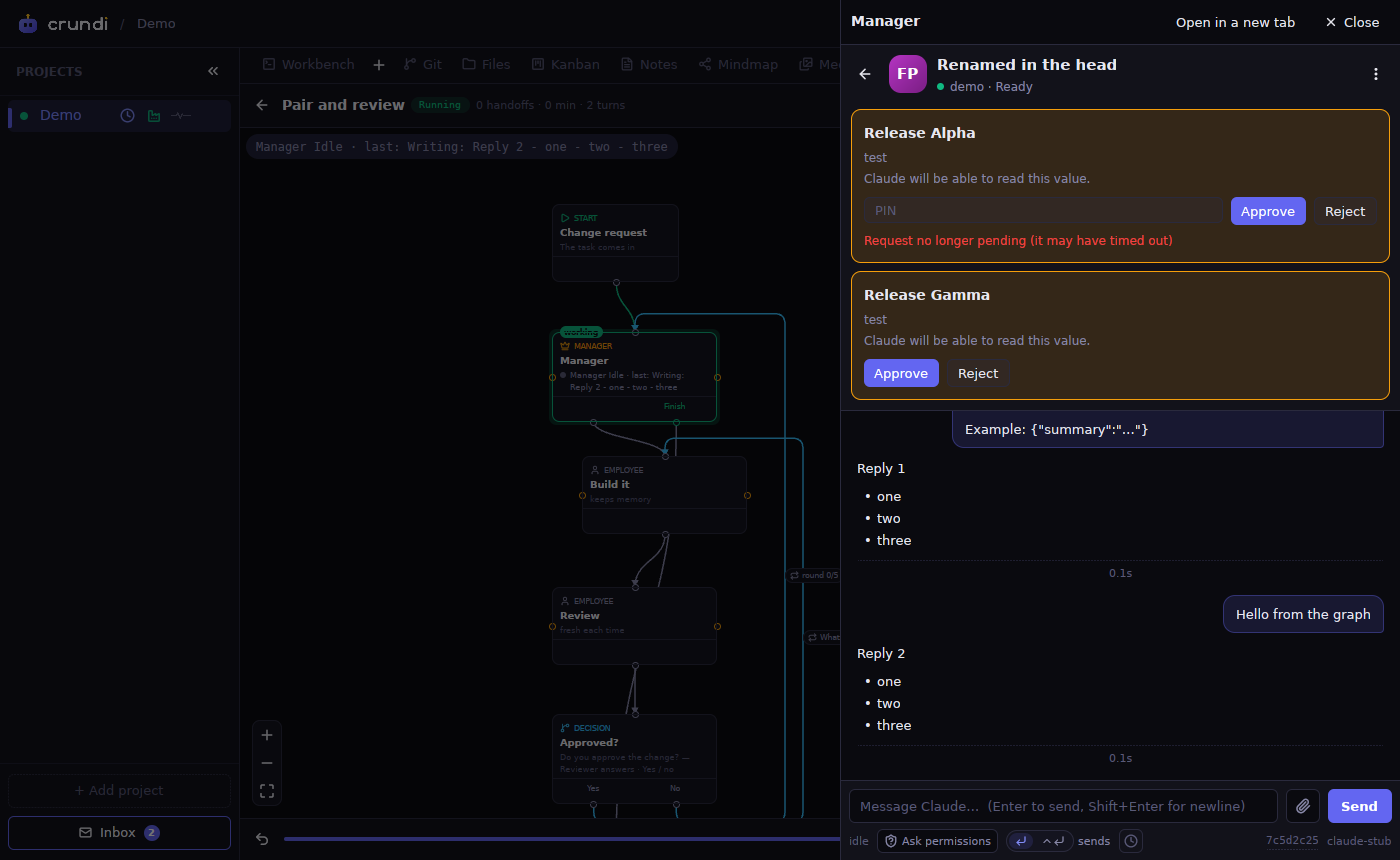 crundi / Demo
PROJECTS
Demo
+ Add project
Inbox 2
Workbench
Git
Files
Kanban
Notes
Mindmap
Pair and review Running 0 handoffs · 0 min · 2 turns
Manager Idle · last: Writing: Reply 2 - one - two - three
START
Change request
The task comes in
working
MANAGER
Manager
Manager Idle · last: Writing:
Reply 2 - one - two - three
Finish
EMPLOYEE
Build it
keeps memory
EMPLOYEE
Review
fresh each time
round 0/5
What
DECISION
Approved?
Do you approve the change? —
Reviewer answers · Yes / no
Yes No
Manager
Open in a new tab
Close
FP
Renamed in the head
demo · Ready
Release Alpha
test
Claude will be able to read this value.
PIN
Approve
Reject
Request no longer pending (it may have timed out)
Release Gamma
test
Claude will be able to read this value.
Approve
Reject
Example: {"summary":"…"}
Reply 1
• one
• two
• three
0.1s
Hello from the graph
Reply 2
• one
• two
• three
0.1s
Message Claude… (Enter to send, Shift+Enter for newline)
Send
idle
Ask permissions
sends
7c5d2c25
claude-stub